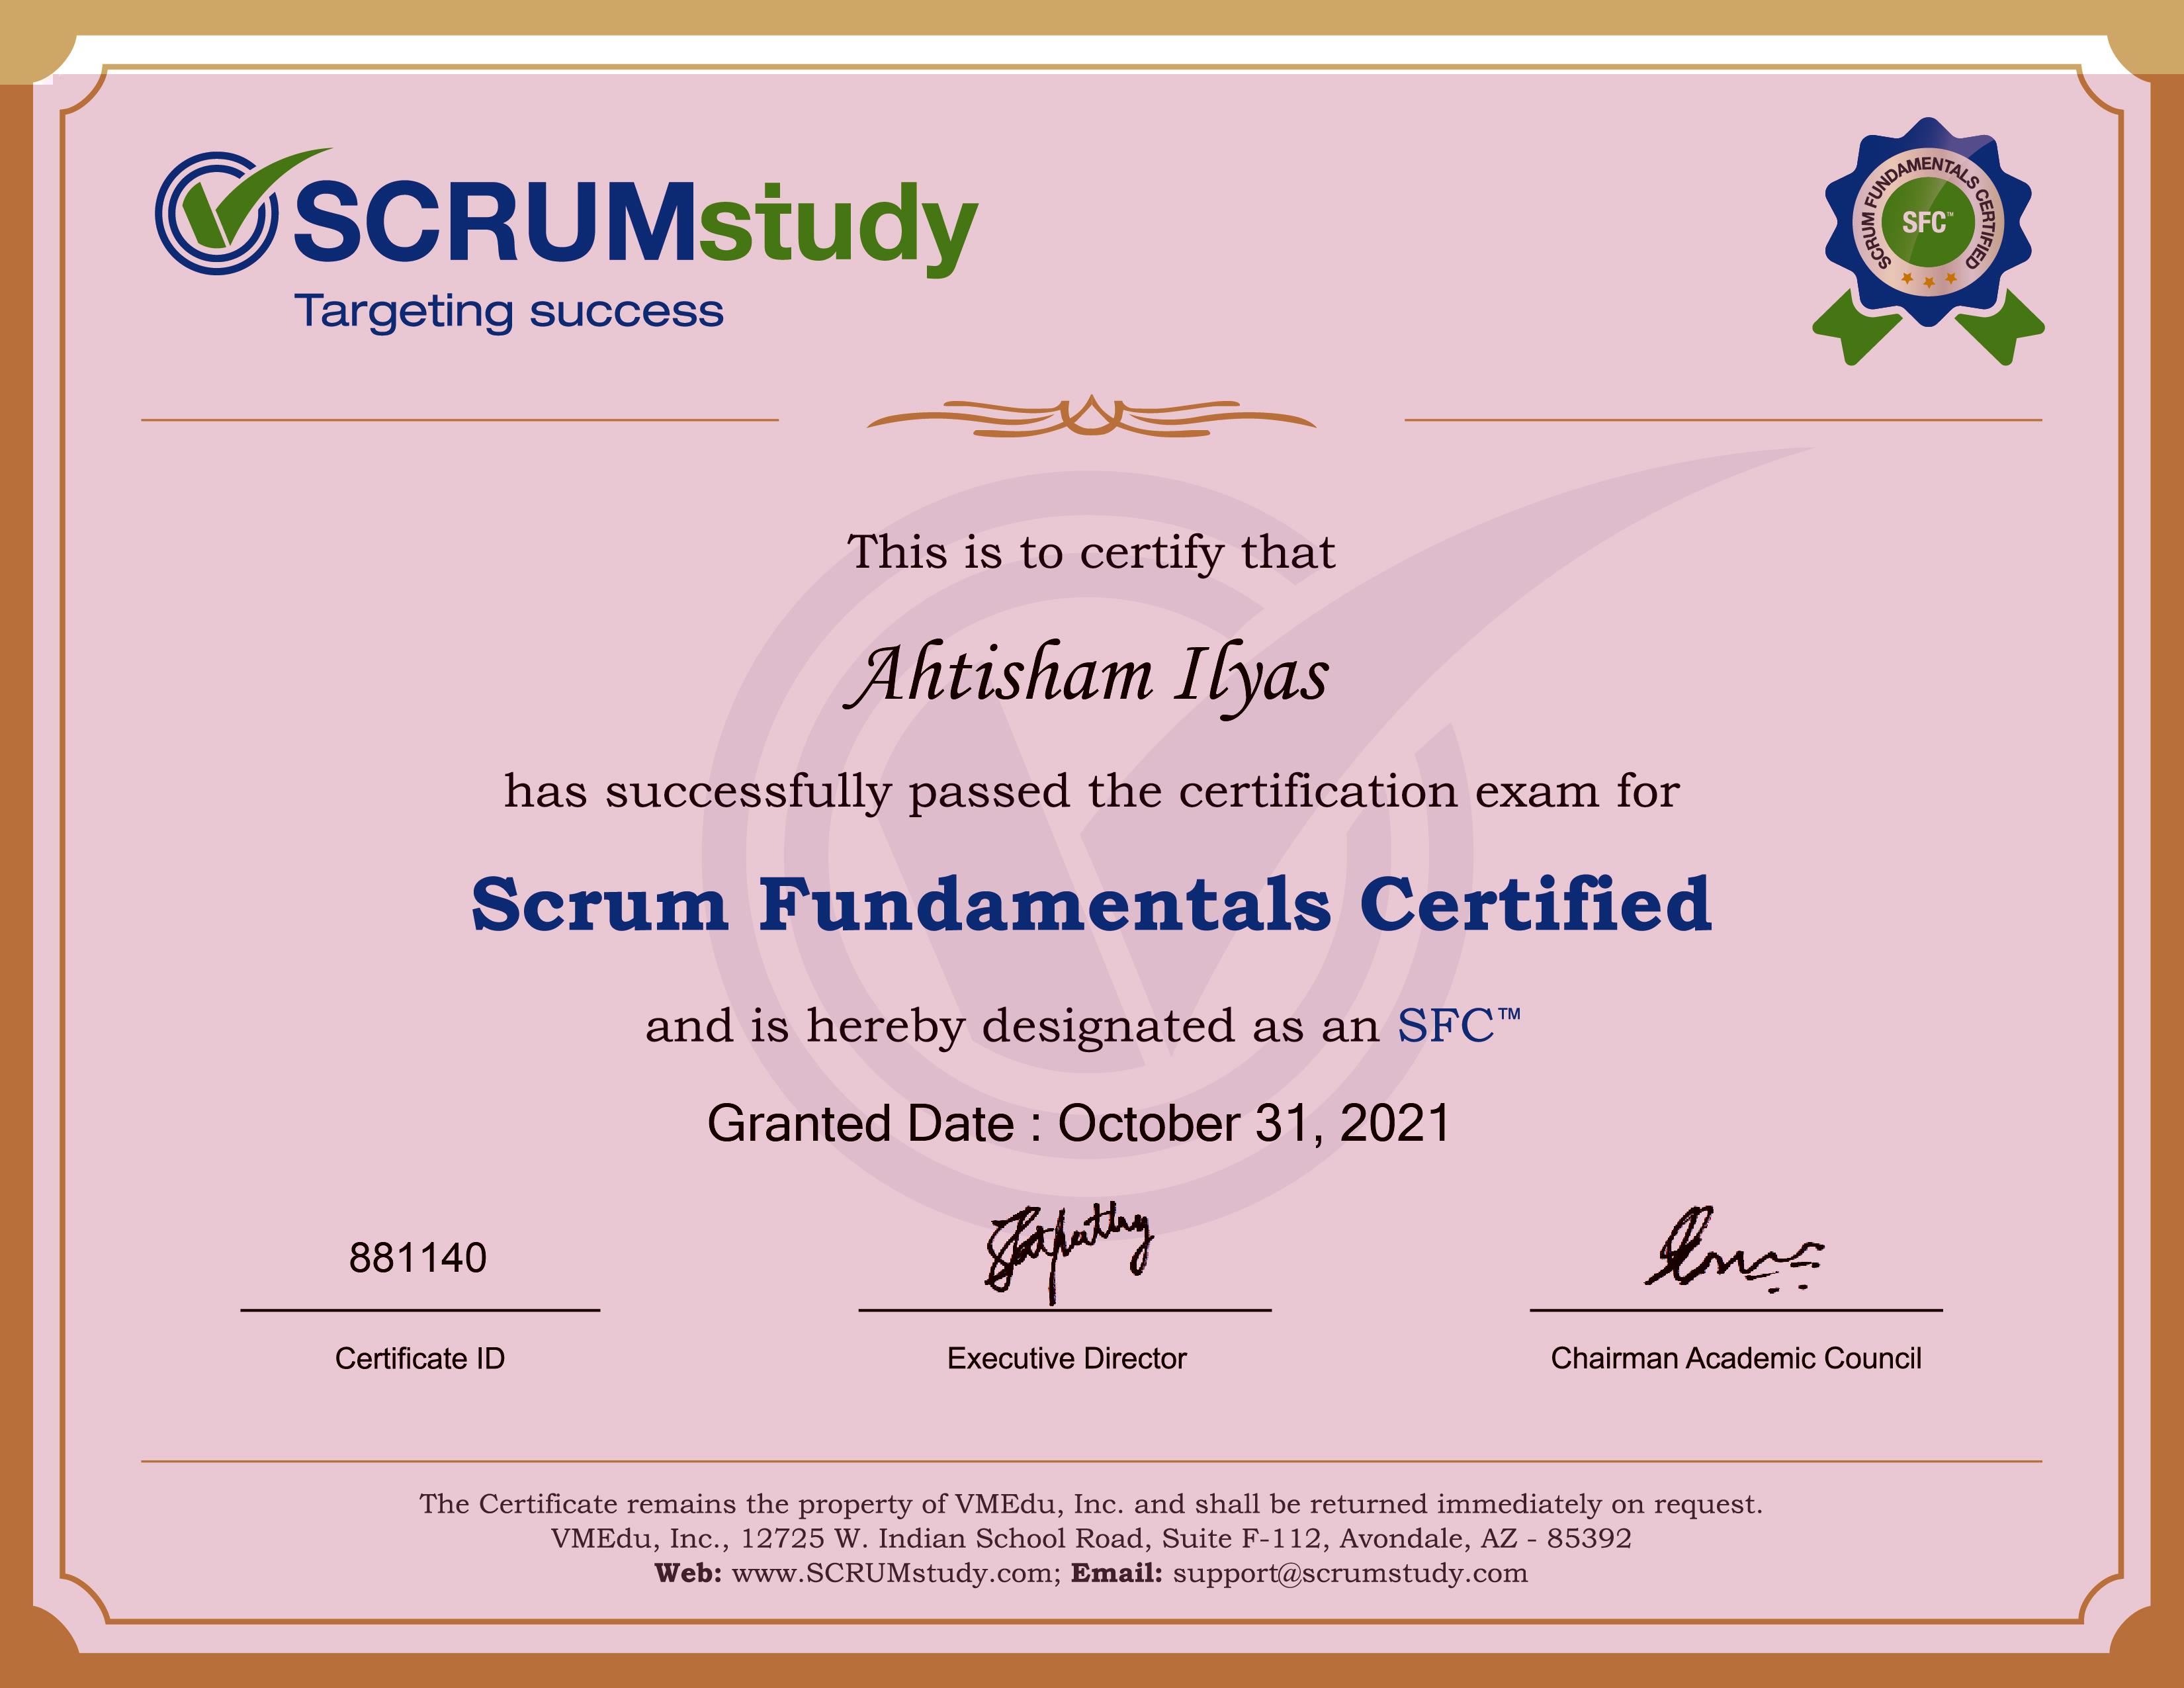 SCRUMstudy
Targeting success
SCRUM FUNDAMENTALS CERTIFIED
SFC™
This is to certify that
Ahtisham Ilyas
has successfully passed the certification exam for
Scrum Fundamentals Certified
and is hereby designated as an SFC™
Granted Date : October 31, 2021
881140
Certificate ID
Executive Director
Chairman Academic Council
The Certificate remains the property of VMEdu, Inc. and shall be returned immediately on request.
VMEdu, Inc., 12725 W. Indian School Road, Suite F-112, Avondale, AZ - 85392
Web: www.SCRUMstudy.com; Email: support@scrumstudy.com